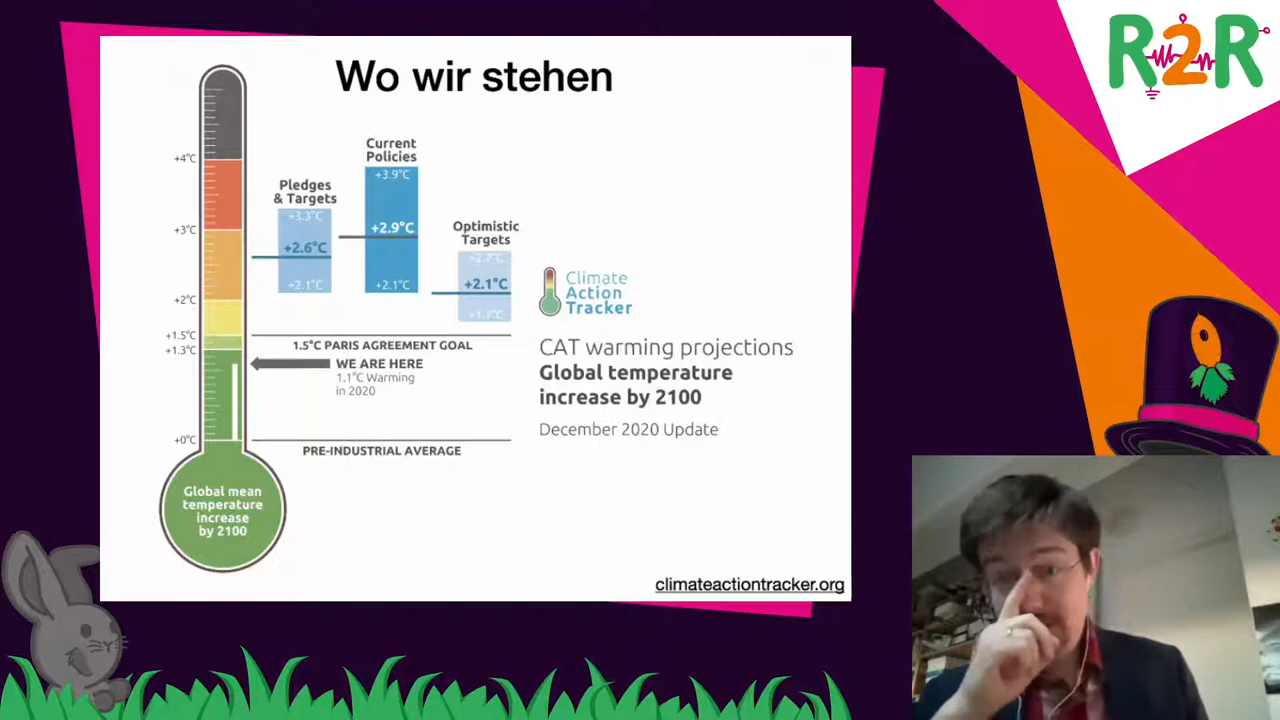 R2R
Wo wir stehen
+4°C
+3°C
+2°C
+1.5°C
+1.3°C
+0°C
Pledges
& Targets
+3.3°C
+2.6°C
+2.1°C
Current
Policies
+3.9°C
+2.9°C
+2.1°C
Optimistic
Targets
+2.1°C
1.5°C PARIS AGREEMENT GOAL
WE ARE HERE
1.1°C Warming
in 2020
PRE-INDUSTRIAL AVERAGE
Global mean
temperature
increase
by 2100
Climate
Action
Tracker
CAT warming projections
Global temperature
increase by 2100
December 2020 Update
climateactiontracker.org